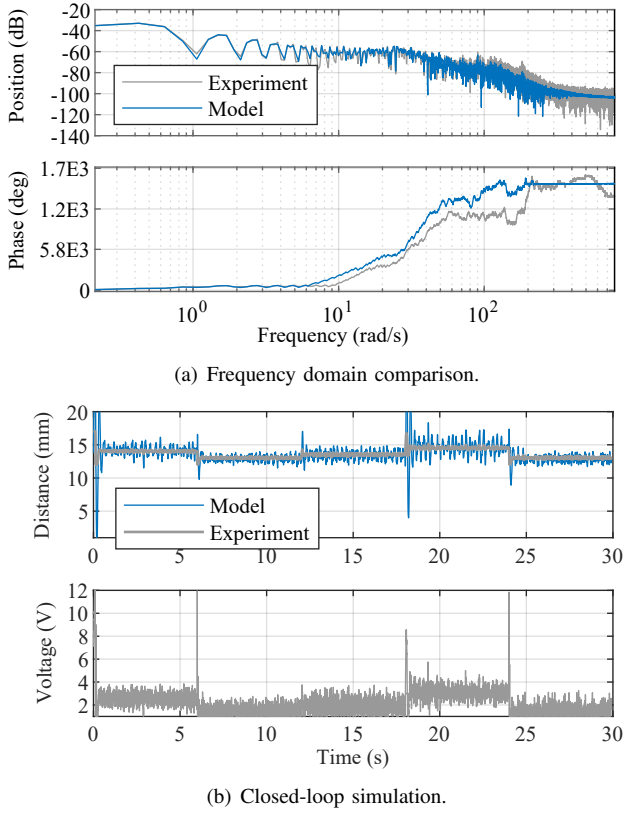 -20
-40
-60
-80
-100
-120
-140
Position (dB)
Experiment
Model
1.7E3
1.2E3
5.8E3
0
Phase (deg)
10^0
10^1
10^2
Frequency (rad/s)
(a) Frequency domain comparison.
20
15
10
5
Distance (mm)
Model
Experiment
0 5 10 15 20 25 30
12
10
8
6
4
2
Voltage (V)
0 5 10 15 20 25 30
Time (s)
(b) Closed-loop simulation.